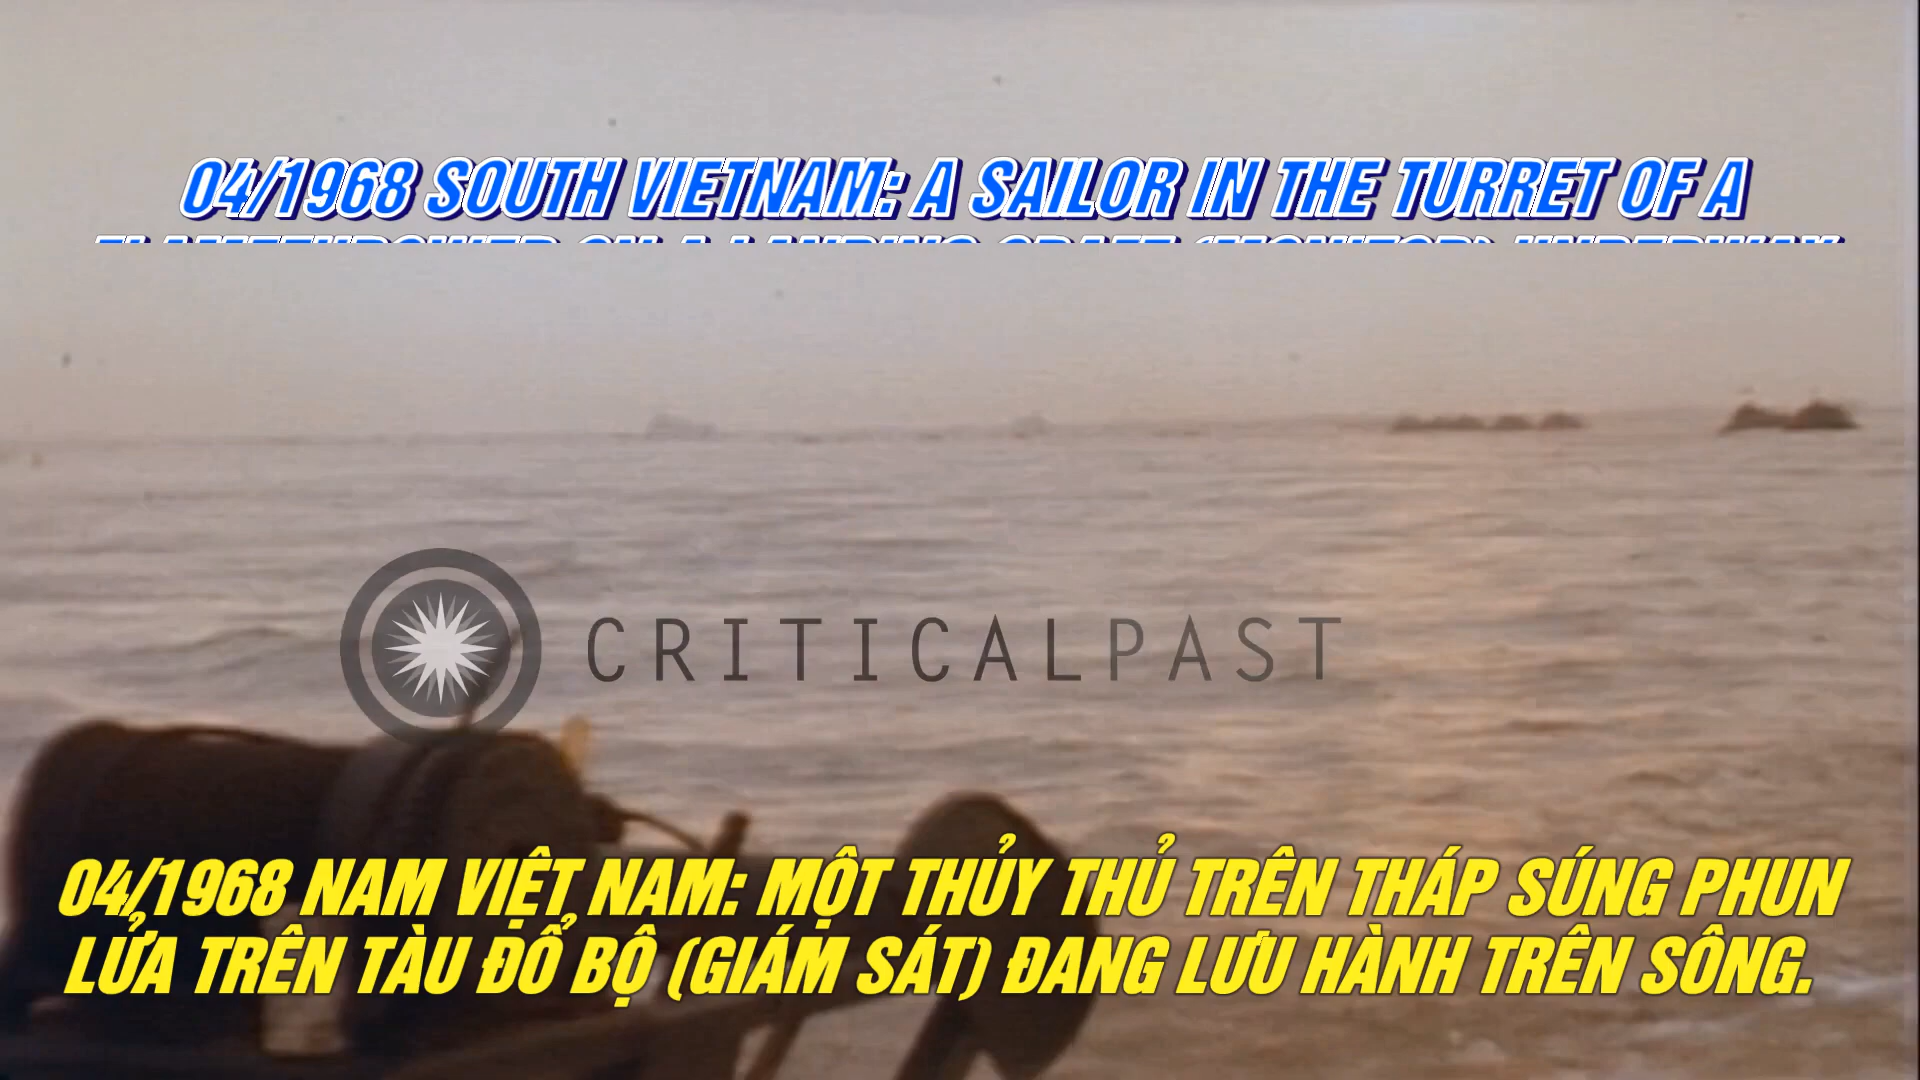 04/1968 SOUTH VIETNAM: A SAILOR IN THE TURRET OF A
CRITICALPAST
04/1968 NAM VIỆT NAM: MỘT THỦY THỦ TRÊN THÁP SÚNG PHUN
LỬA TRÊN TÀU ĐỔ BỘ (GIÁM SÁT) ĐANG LƯU HÀNH TRÊN SÔNG.